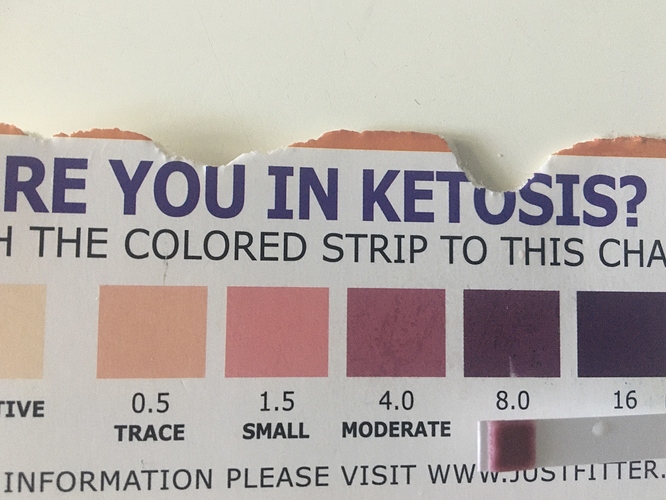 RE YOU IN KETOSIS?
H THE COLORED STRIP TO THIS CHA
0.5 1.5 4.0 8.0 16
TIVE TRACE SMALL MODERATE
INFORMATION PLEASE VISIT WWW.JUSTFITTER.